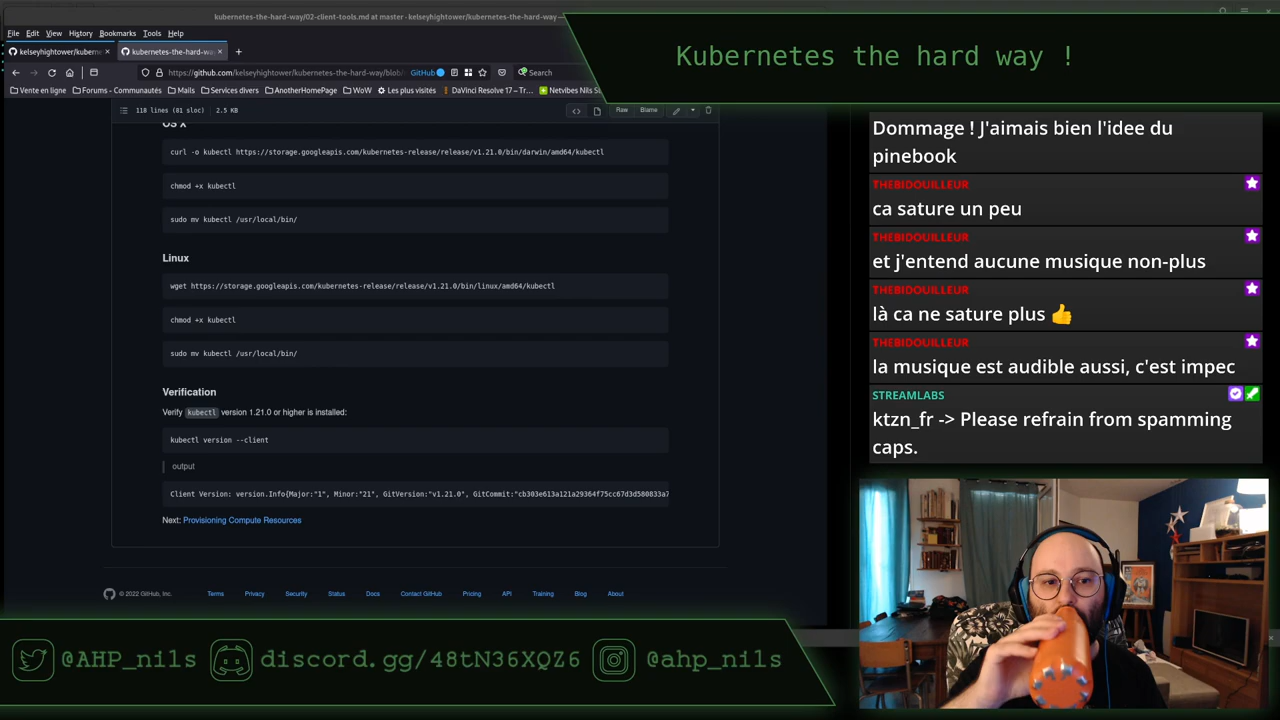 kubernetes-the-hard-way/02-client-tools.md at master · kelseyhightower/kubernetes-the-hard-way —
File Edit View History Bookmarks Tools Help
kelseyhightower/kuberne × kubernetes-the-hard-wa × +
https://github.com/kelseyhightower/kubernetes-the-hard-way/blob GitHub Search
Vente en ligne Forums - Communautés Mails Services divers AnotherHomePage WoW Les plus visités DaVinci Resolve 17 – Tr… Netvibes Nils
118 lines (81 sloc) 2.5 KB Raw Blame
OS X
curl -o kubectl https://storage.googleapis.com/kubernetes-release/release/v1.21.0/bin/darwin/amd64/kubectl
chmod +x kubectl
sudo mv kubectl /usr/local/bin/
Linux
wget https://storage.googleapis.com/kubernetes-release/release/v1.21.0/bin/linux/amd64/kubectl
chmod +x kubectl
sudo mv kubectl /usr/local/bin/
Verification
Verify kubectl version 1.21.0 or higher is installed:
kubectl version --client
output
Client Version: version.Info{Major:"1", Minor:"21", GitVersion:"v1.21.0", GitCommit:"cb303e613a121a29364f75cc67d3d580833a7
Next: Provisioning Compute Resources
© 2022 GitHub, Inc. Terms Privacy Security Status Docs Contact GitHub Pricing API Training Blog About
Kubernetes the hard way !
Dommage ! J'aimais bien l'idee du
pinebook
THEBIDOUILLEUR
ca sature un peu
THEBIDOUILLEUR
et j'entend aucune musique non-plus
THEBIDOUILLEUR
là ca ne sature plus 👍
THEBIDOUILLEUR
la musique est audible aussi, c'est impec
STREAMLABS
ktzn_fr -> Please refrain from spamming
caps.
@AHP_nils discord.gg/48tN36XQZ6 @ahp_nils